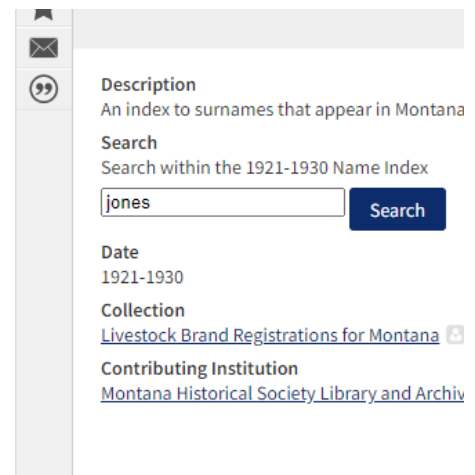 Description
An index to surnames that appear in Montana
Search
Search within the 1921-1930 Name Index
jones
Search
Date
1921-1930
Collection
Livestock Brand Registrations for Montana
Contributing Institution
Montana Historical Society Library and Archiv